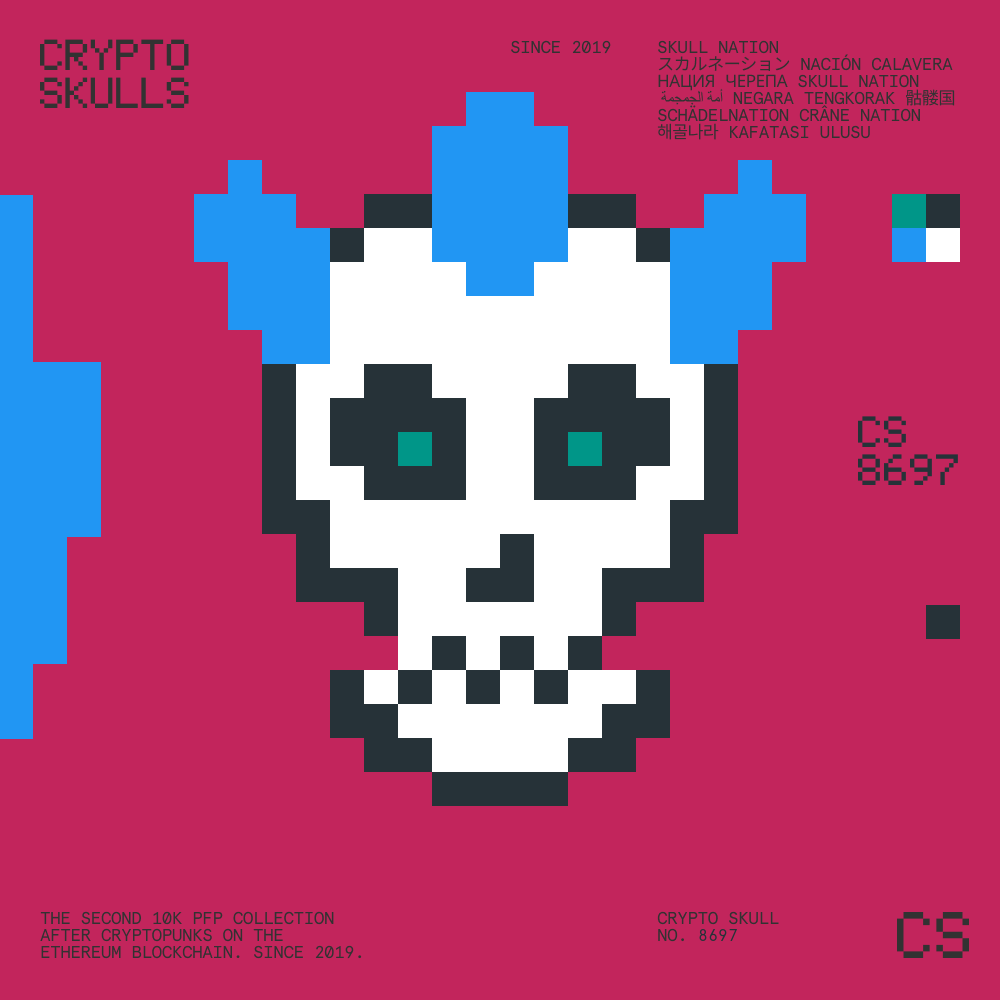 CRYPTO
SKULLS
SINCE 2019
SKULL NATION
スカルネーション NACIÓN CALAVERA
НАЦИЯ ЧЕРЕПА SKULL NATION
أمة الجمجمة NEGARA TENGKORAK 骷髅国
SCHÄDELNATION CRÂNE NATION
해골나라 KAFATASI ULUSU
CS
8697
THE SECOND 10K PFP COLLECTION
AFTER CRYPTOPUNKS ON THE
ETHEREUM BLOCKCHAIN. SINCE 2019.
CRYPTO SKULL
NO. 8697
CS